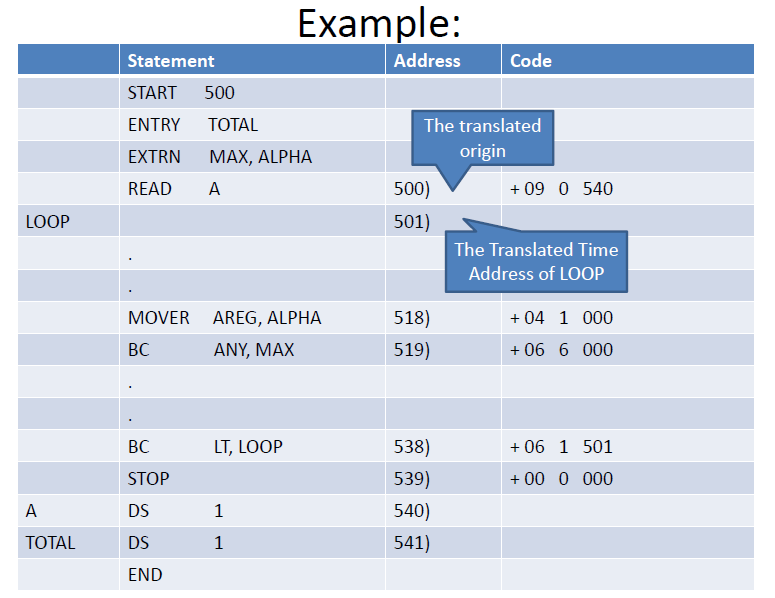 Example:
Statement Address Code
START 500
ENTRY TOTAL
EXTRN MAX, ALPHA
The translated
origin
READ A 500) + 09 0 540
LOOP 501)
The Translated Time
Address of LOOP
.
.
MOVER AREG, ALPHA 518) + 04 1 000
BC ANY, MAX 519) + 06 6 000
.
.
BC LT, LOOP 538) + 06 1 501
STOP 539) + 00 0 000
A DS 1 540)
TOTAL DS 1 541)
END